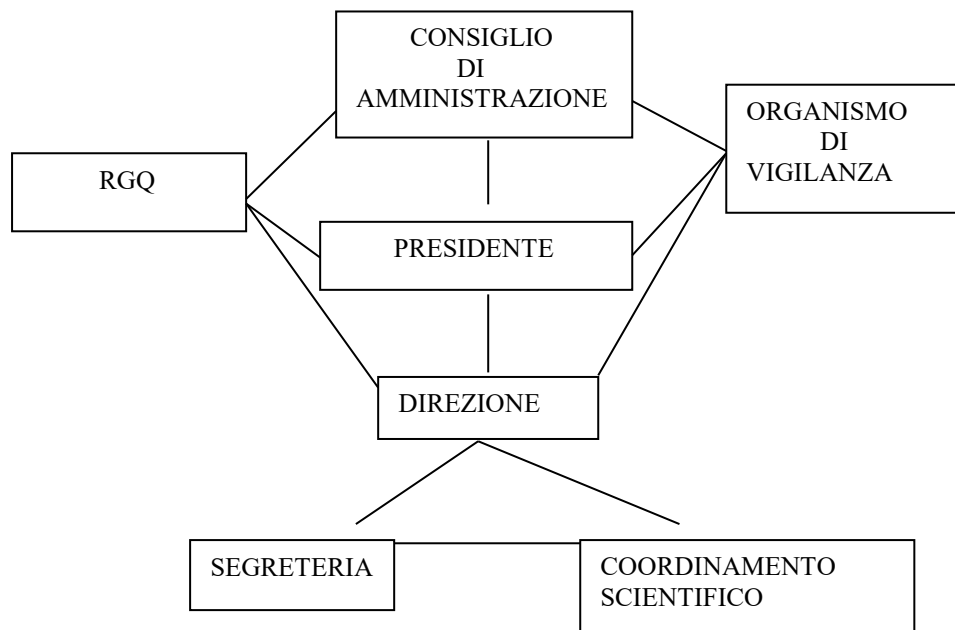 CONSIGLIO
DI
AMMINISTRAZIONE
ORGANISMO
DI
VIGILANZA
RGQ
PRESIDENTE
DIREZIONE
SEGRETERIA
COORDINAMENTO
SCIENTIFICO